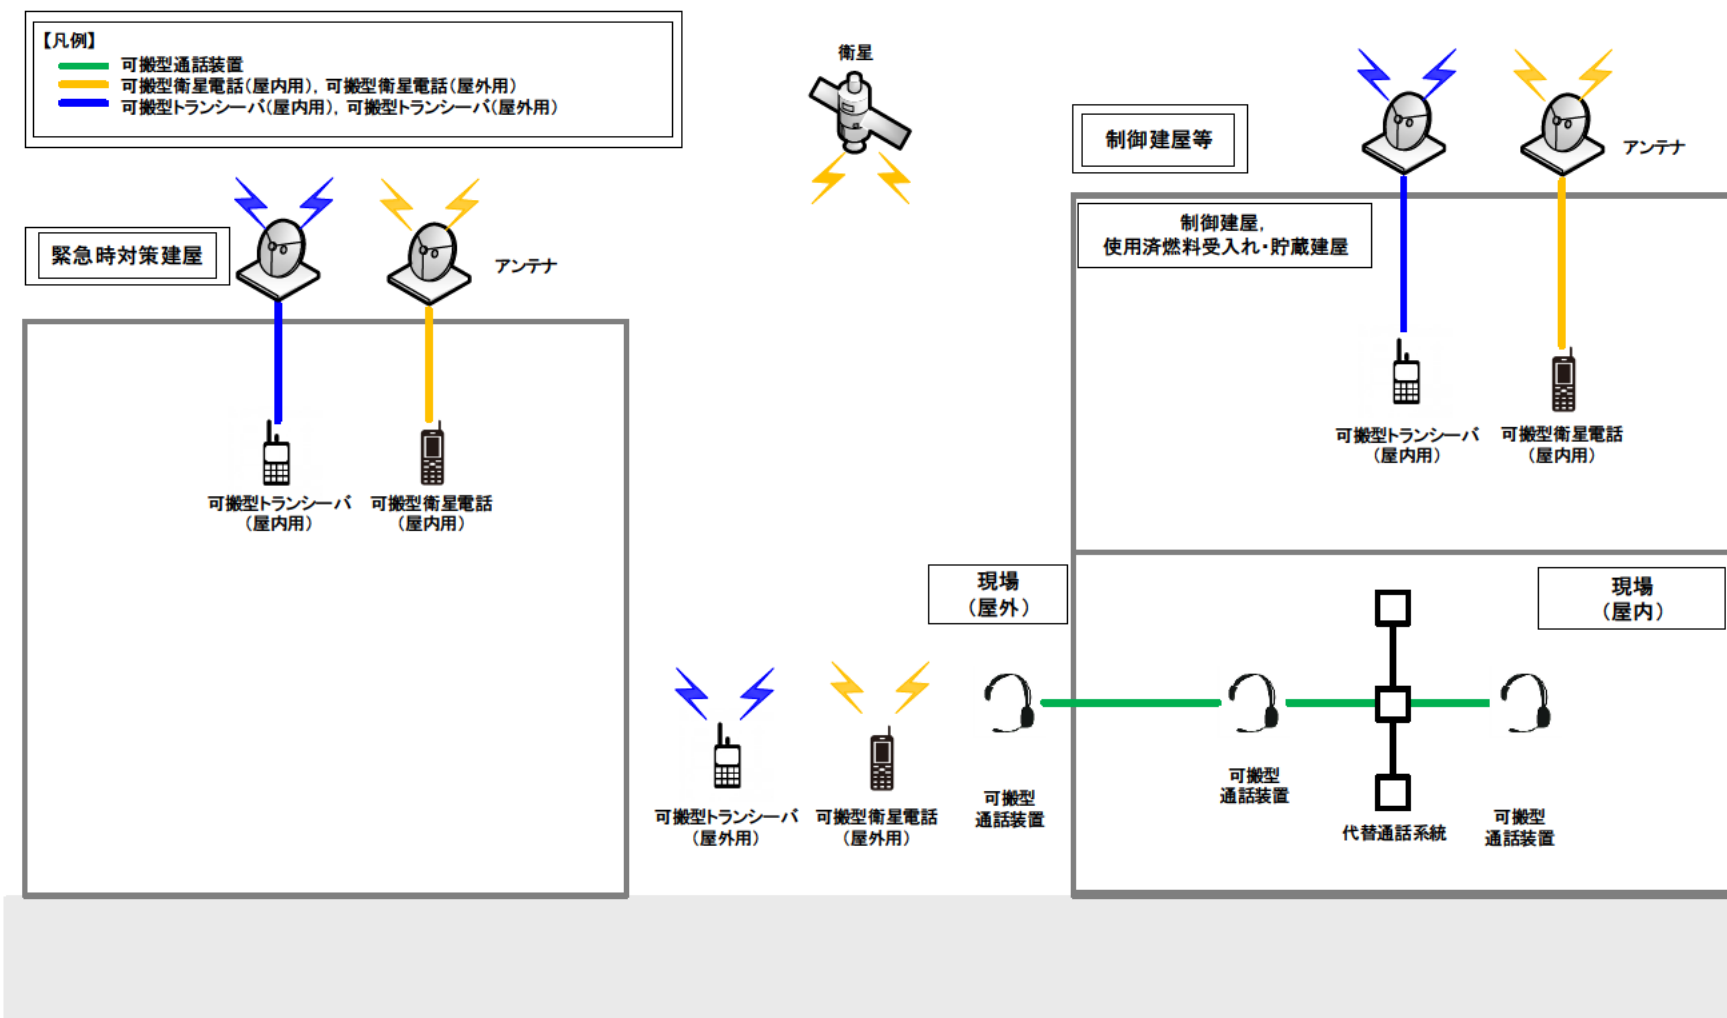 【凡例】
可搬型通話装置
可搬型衛星電話(屋内用)，可搬型衛星電話(屋外用)
可搬型トランシーバ(屋内用)，可搬型トランシーバ(屋外用)
衛星
制御建屋等
アンテナ
制御建屋，
使用済燃料受入れ・貯蔵建屋
緊急時対策建屋
アンテナ
可搬型トランシーバ
（屋内用）
可搬型衛星電話
（屋内用）
可搬型トランシーバ
（屋内用）
可搬型衛星電話
（屋内用）
現場
（屋外）
現場
（屋内）
可搬型トランシーバ
（屋外用）
可搬型衛星電話
（屋外用）
可搬型
通話装置
可搬型
通話装置
代替通話系統
可搬型
通話装置